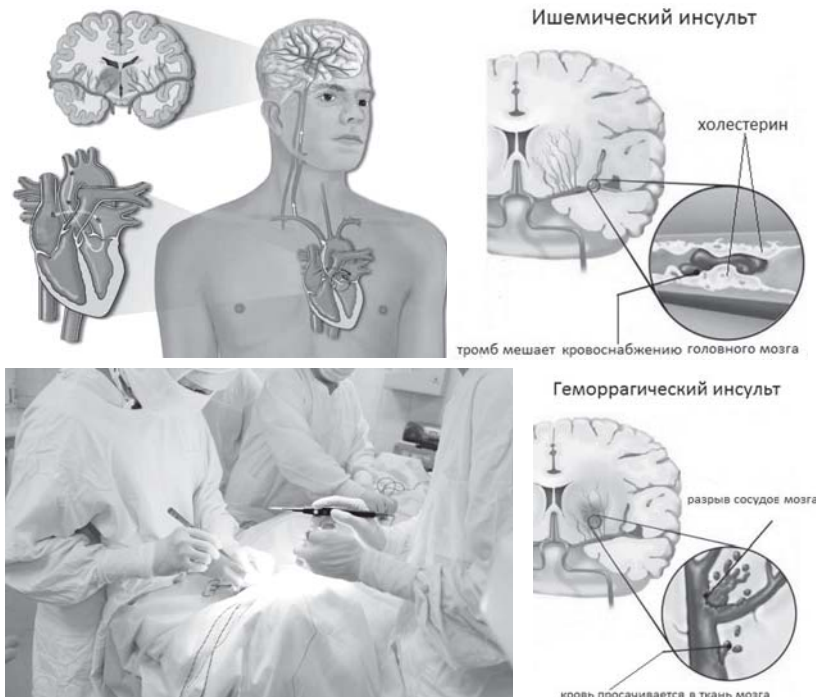 Ишемический инсульт
холестерин
тромб мешает кровоснабжению головного мозга
Геморрагический инсульт
разрыв сосудов мозга
кровь просачивается в ткань мозга